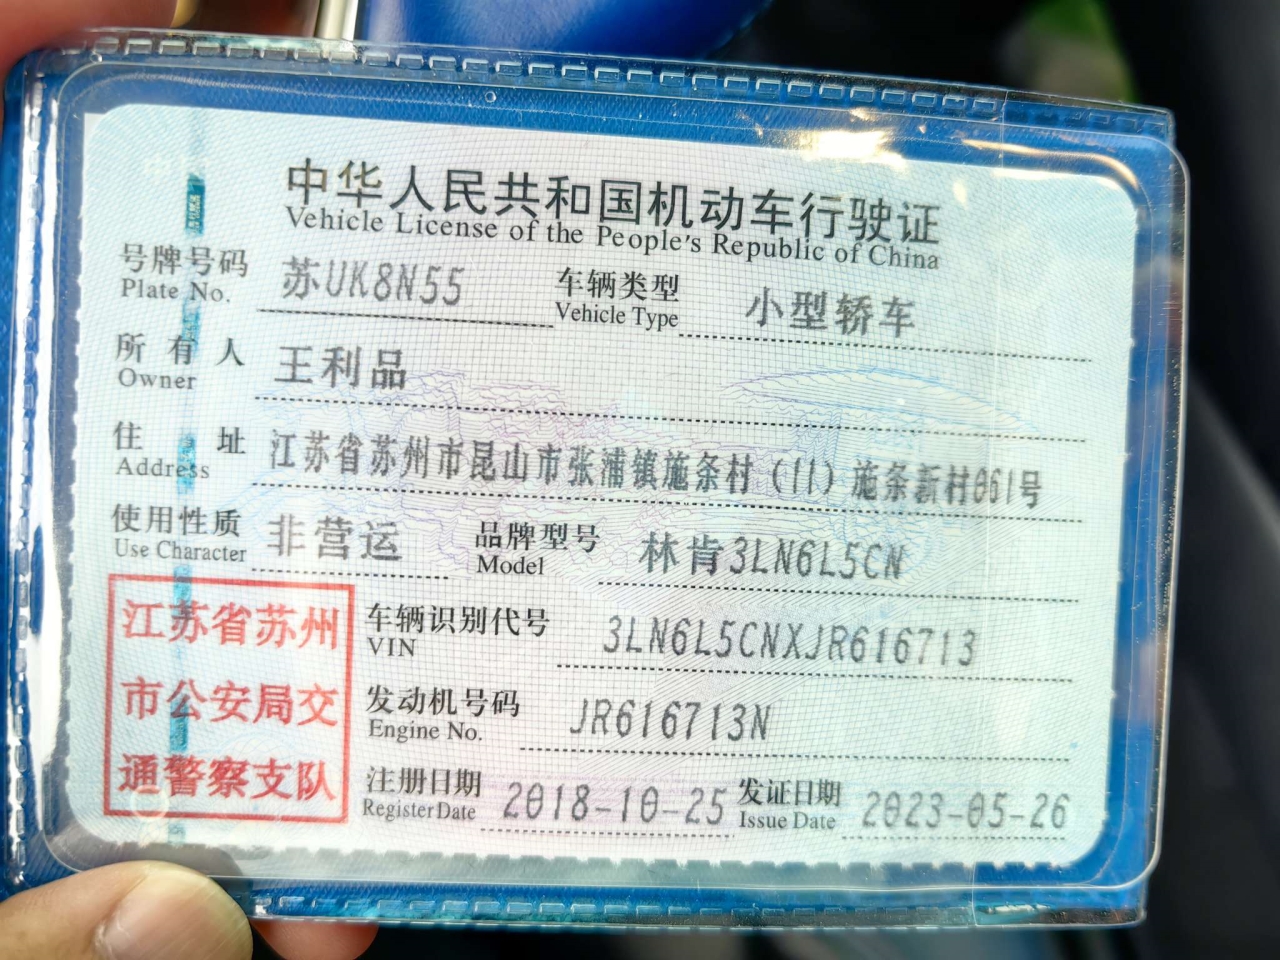 中华人民共和国机动车行驶证
Vehicle License of the People's Republic of China
号牌号码 苏UK8N55 车辆类型 小型轿车
Plate No. Vehicle Type
所有人 王利品
Owner
住址 江苏省苏州市昆山市张浦镇施条村（11）施条新村061号
Address
使用性质 非营运 品牌型号 林肯3LN6L5CN
Use Character Model
江苏省苏州
市公安局交
通警察支队
车辆识别代号 3LN6L5CNXJR616713
VIN
发动机号码 JR616713N
Engine No.
注册日期 2018-10-25 发证日期 2023-05-26
Register Date Issue Date